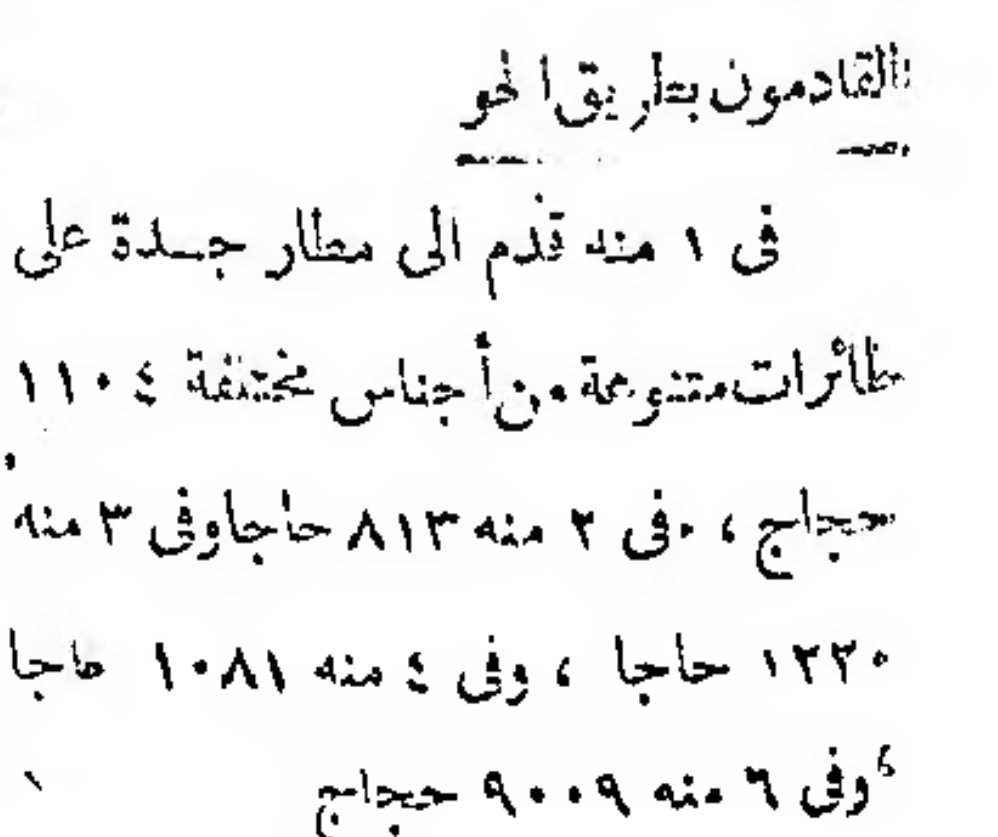 القادمون بطريق الجو
فى ١ منه قدم الى مطار جدة على
طائرات متنوعة من أجناس مختلفة ١١٠٤
حجاج ، وفى ٢ منه ٨١٣ حاجا وفى ٣ منه
١٢٢٠ حاجا ، وفى ٤ منه ١٠٨١ حاجا
، وفى ٦ منه ٩٠٠٩ حجاج